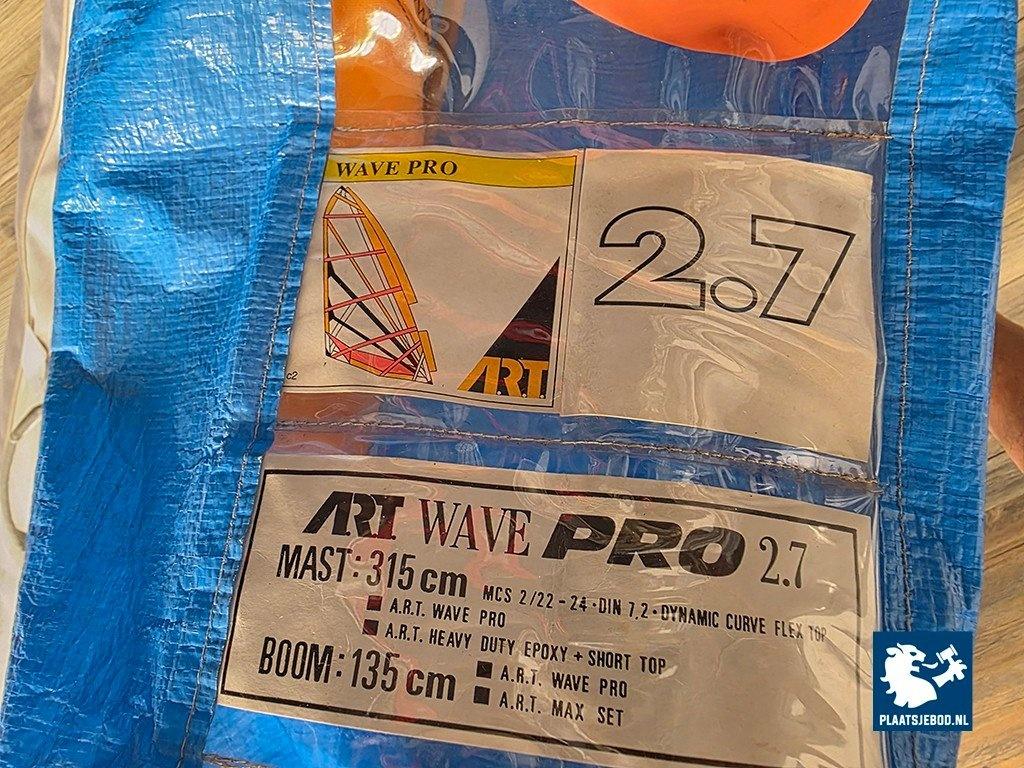 WAVE PRO
2.7
A.R.T.
c2
ART WAVE PRO 2.7
MAST: 315 cm MCS 2/22-24·DIN 7,2·DYNAMIC CURVE FLEX TOP
■ A.R.T. WAVE PRO
■ A.R.T. HEAVY DUTY EPOXY + SHORT TOP
BOOM: 135 cm ■ A.R.T. WAVE PRO
■ A.R.T. MAX SET
PLAATSJEBOD.NL